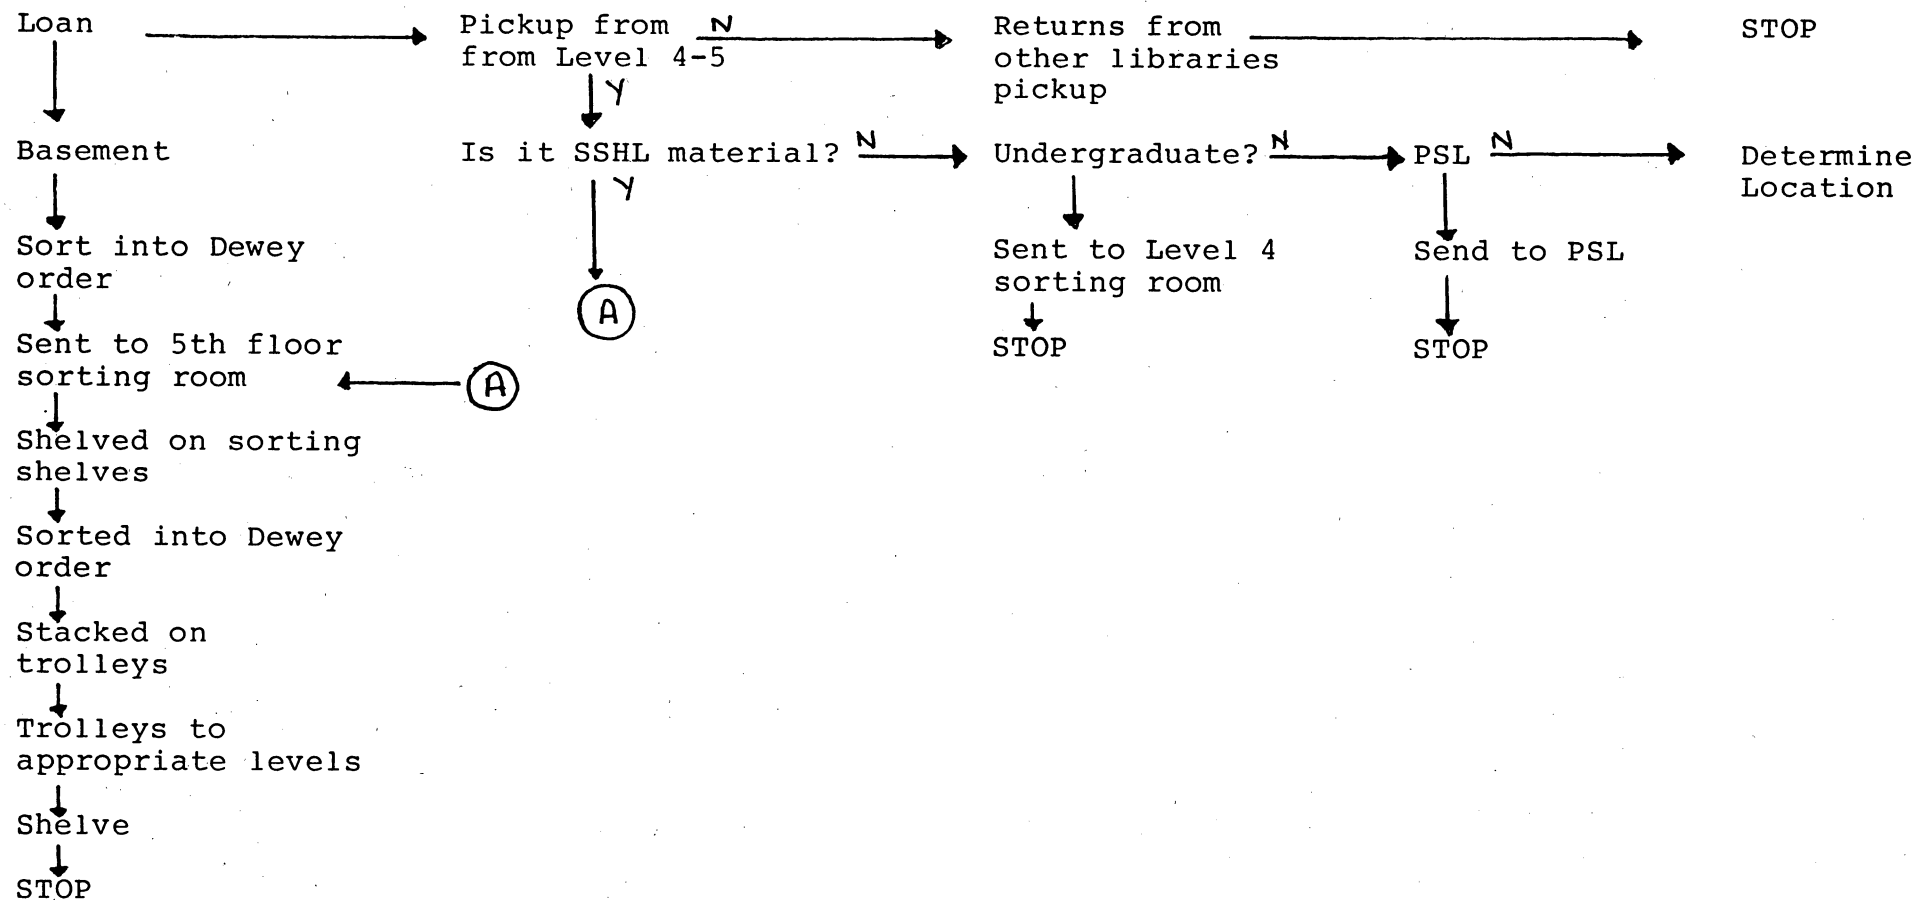 Loan
Pickup from N
from Level 4-5
Y
Returns from
other libraries
pickup
STOP
Basement
Is it SSHL material? N
Y
A
Undergraduate? N
PSL N
Determine
Location
Sort into Dewey
order
Sent to Level 4
sorting room
STOP
Send to PSL
STOP
Sent to 5th floor
sorting room
A
Shelved on sorting
shelves
Sorted into Dewey
order
Stacked on
trolleys
Trolleys to
appropriate levels
Shelve
STOP